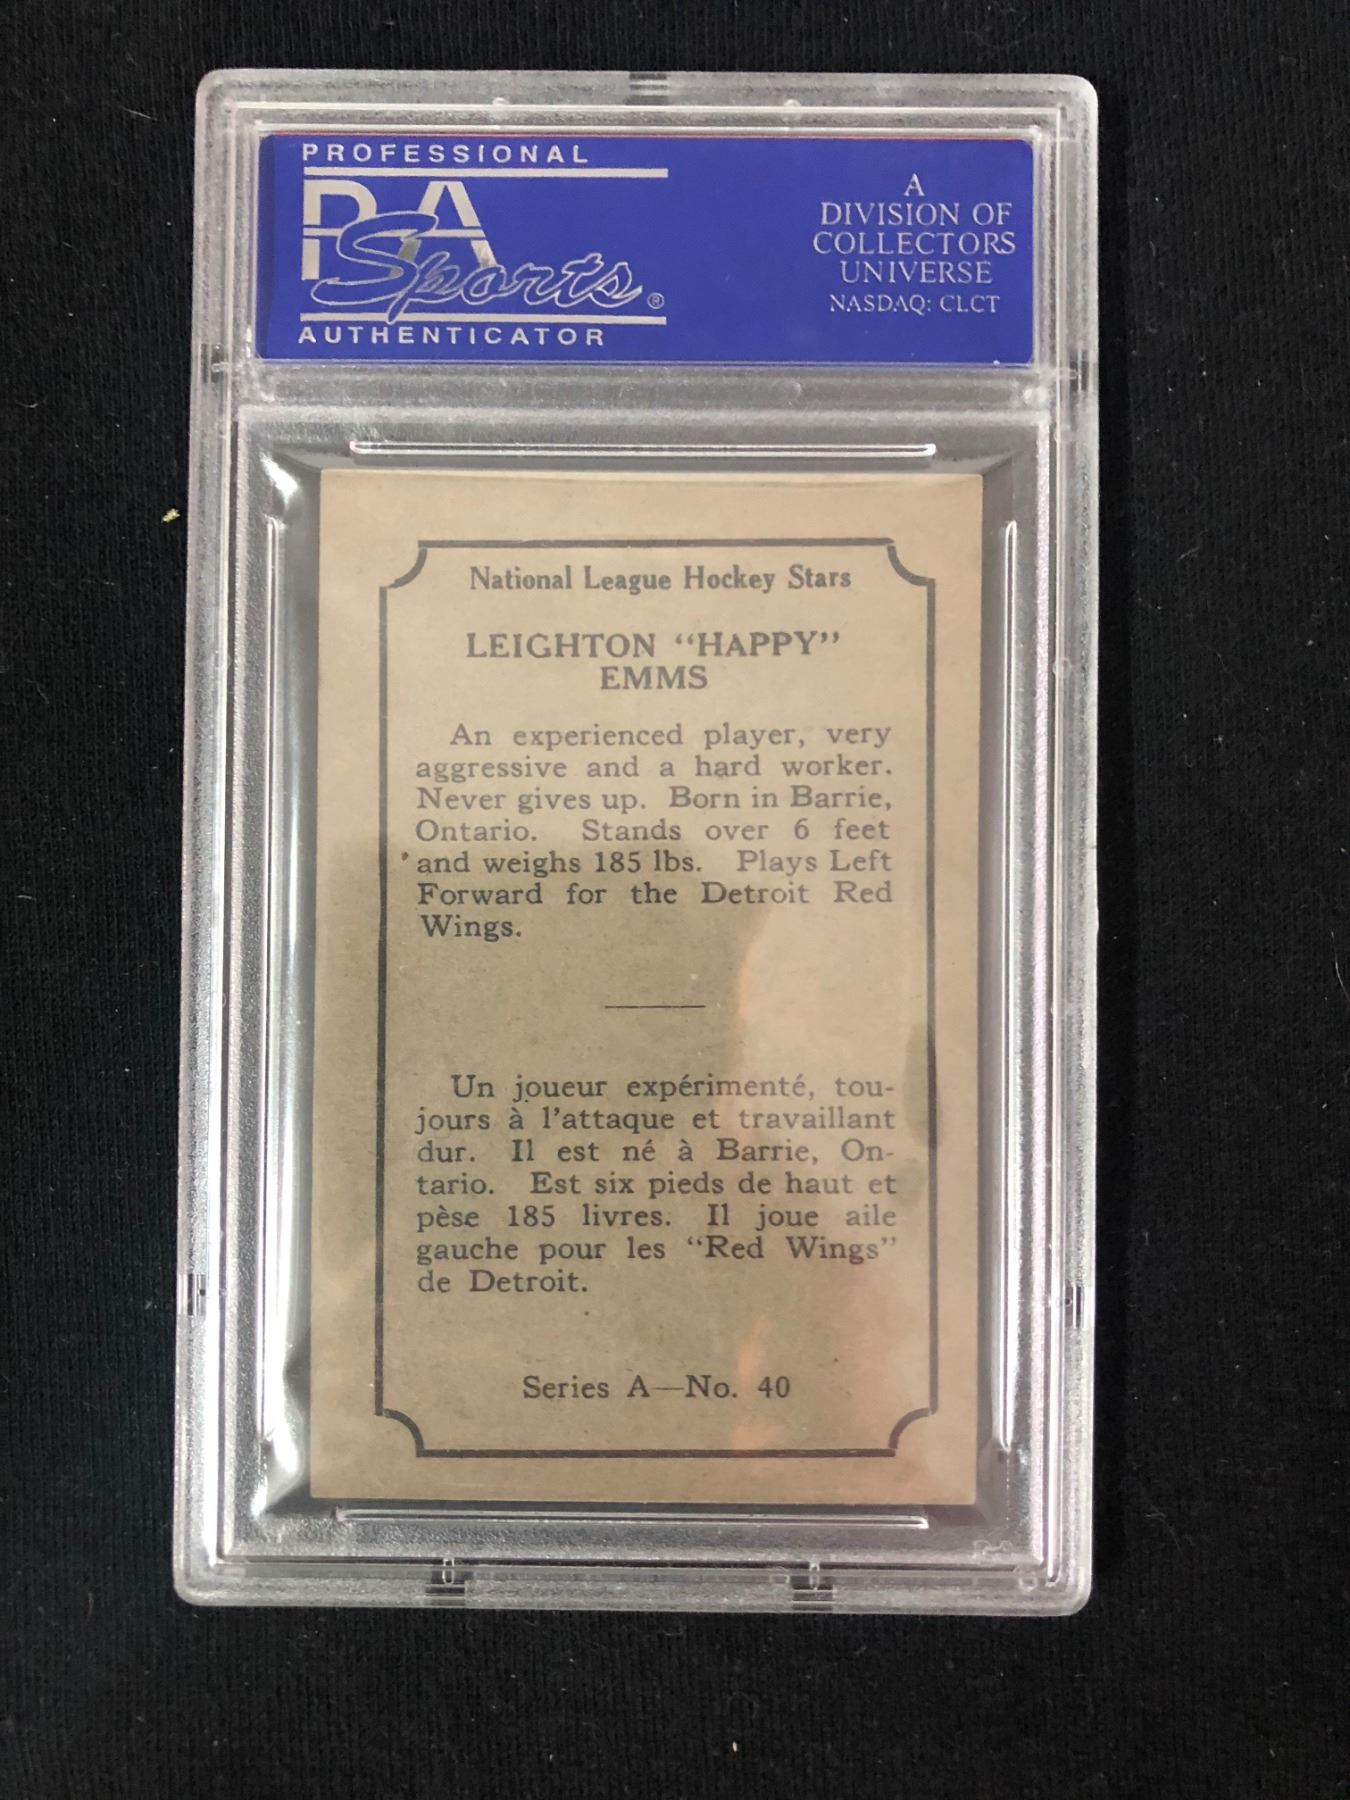 PROFESSIONAL
PSA
Sports®
AUTHENTICATOR
A
DIVISION OF
COLLECTORS
UNIVERSE
NASDAQ: CLCT
National League Hockey Stars
LEIGHTON “HAPPY”
EMMS
An experienced player, very
aggressive and a hard worker.
Never gives up. Born in Barrie,
Ontario. Stands over 6 feet
and weighs 185 lbs. Plays Left
Forward for the Detroit Red
Wings.
Un joueur expérimenté, tou-
jours à l'attaque et travaillant
dur. Il est né à Barrie, On-
tario. Est six pieds de haut et
pèse 185 livres. Il joue aile
gauche pour les “Red Wings”
de Detroit.
Series A—No. 40